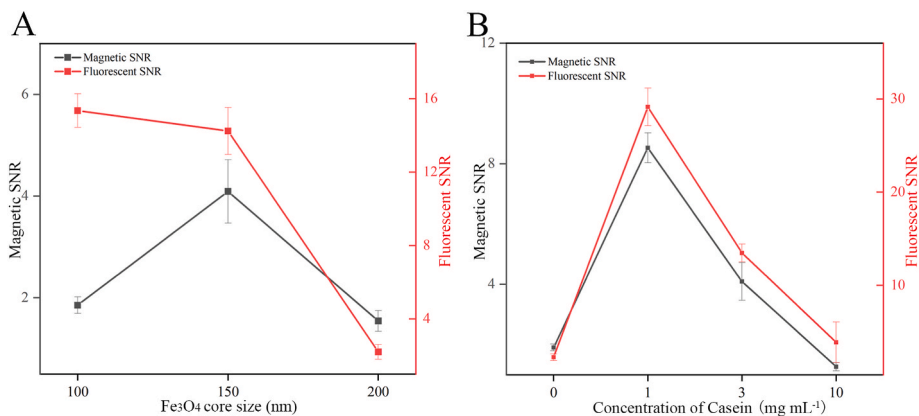 A
Magnetic SNR
Fluorescent SNR
6
4
2
Magnetic SNR
16
12
8
4
Fluorescent SNR
100
150
200
Fe₃O₄ core size (nm)
B
Magnetic SNR
Fluorescent SNR
12
8
4
Magnetic SNR
30
20
10
Fluorescent SNR
0
1
3
10
Concentration of Casein (mg mL⁻¹)